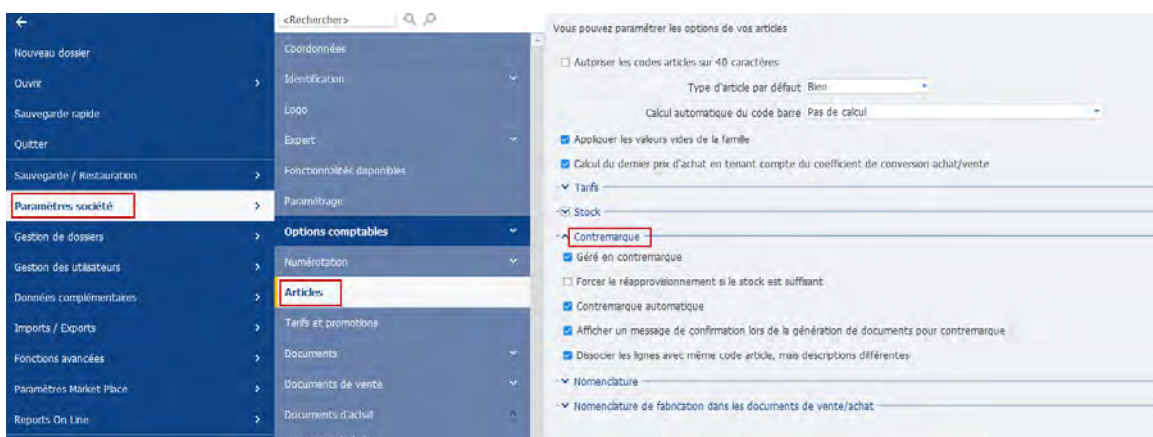 Nouveau dossier
Ouvrir
Sauvegarde rapide
Quitter
Sauvegarde / Restauration
Paramètres société
Gestion de dossiers
Gestion des utilisateurs
Données complémentaires
Imports / Exports
Fonctions avancées
Paramètres Market Place
Reports On Line
<Rechercher>
Coordonnées
Identification
Logo
Expert
Fonctionnalités disponibles
Paramétrage
Options comptables
Numérotation
Articles
Tarifs et promotions
Documents
Documents de vente
Documents d'achat
Vous pouvez paramétrer les options de vos articles
Autoriser les codes articles sur 40 caractères
Type d'article par défaut Bien
Calcul automatique du code barre Pas de calcul
Appliquer les valeurs vides de la famille
Calcul du dernier prix d'achat en tenant compte du coefficient de conversion achat/vente
Tarifs
Stock
Contremarque
Géré en contremarque
Forcer le réapprovisionnement si le stock est suffisant
Contremarque automatique
Afficher un message de confirmation lors de la génération de documents pour contremarque
Dissocier les lignes avec même code article, mais descriptions différentes
Nomenclature
Nomenclature de fabrication dans les documents de vente/achat